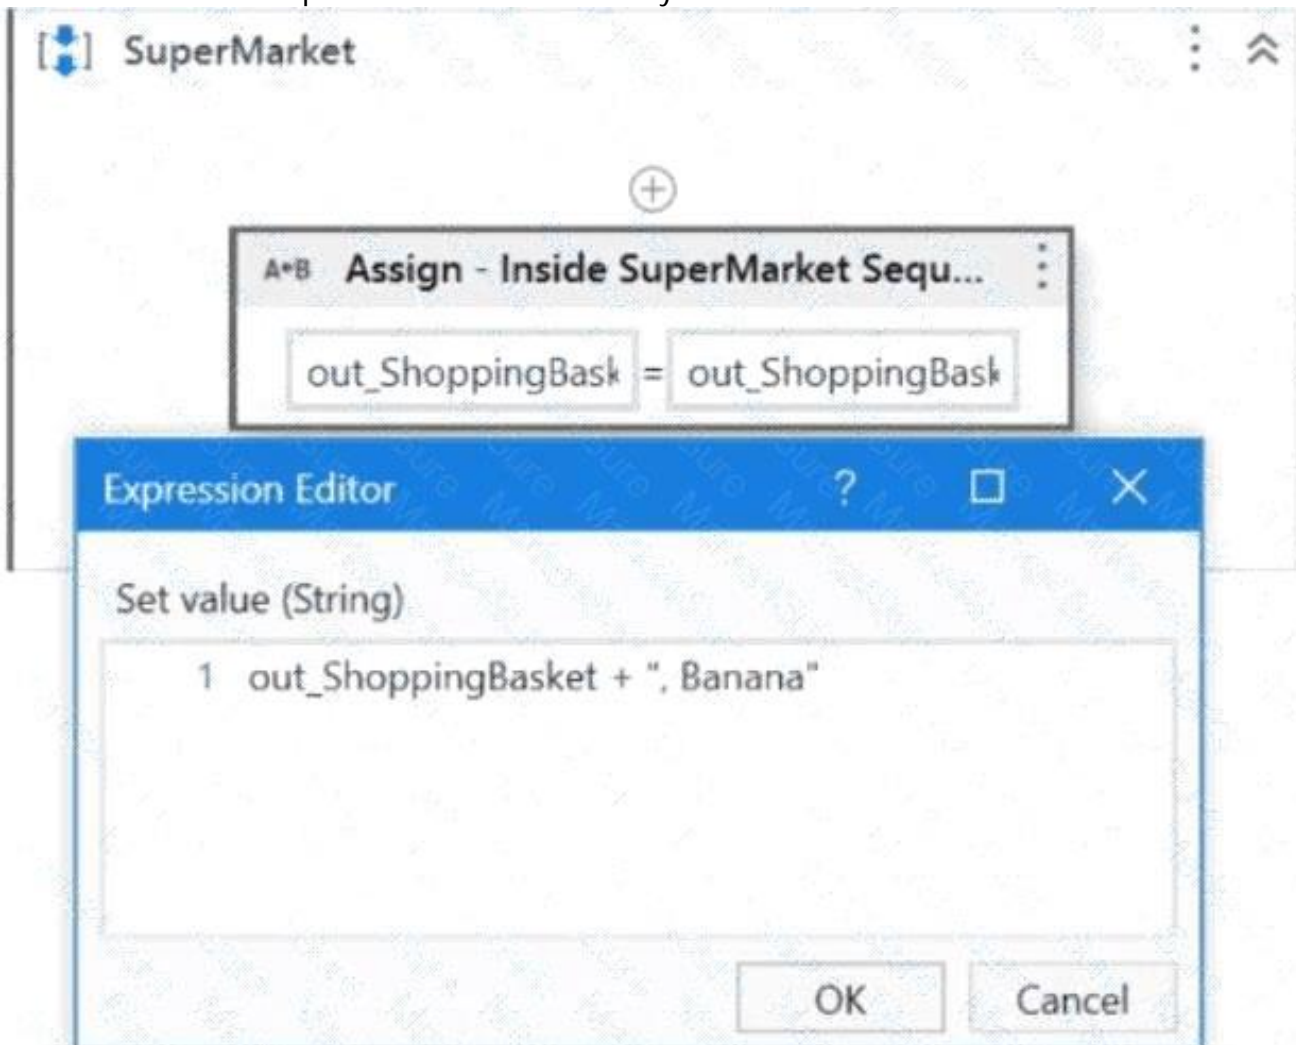 SuperMarket
A•B Assign - Inside SuperMarket Sequ...
out_ShoppingBask = out_ShoppingBask
Expression Editor ?
Set value (String)
1 out_ShoppingBasket + ", Banana"
OK Cancel